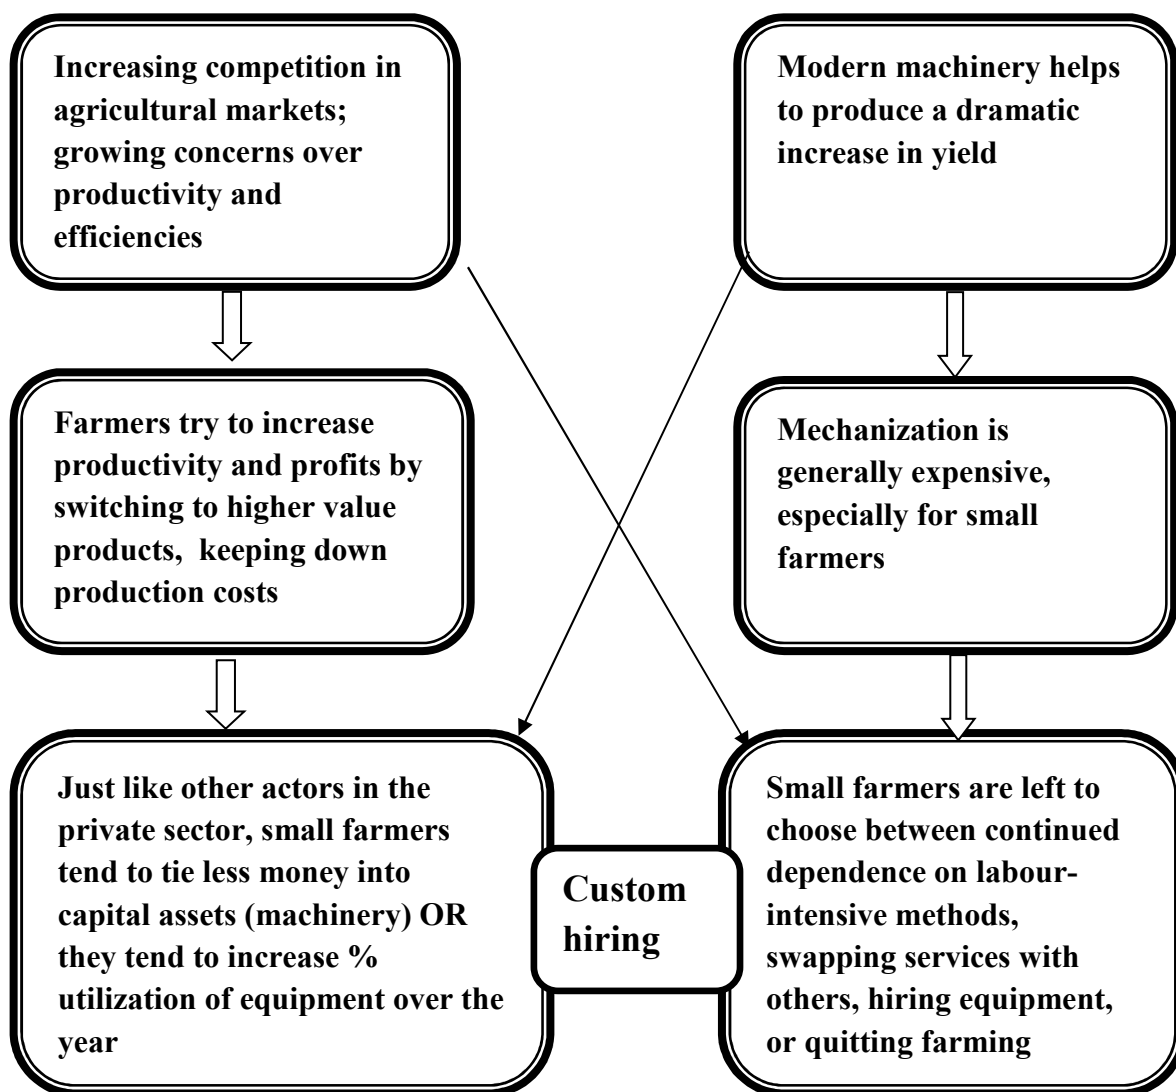 Increasing competition in
agricultural markets;
growing concerns over
productivity and
efficiencies
Modern machinery helps
to produce a dramatic
increase in yield
Farmers try to increase
productivity and profits by
switching to higher value
products,  keeping down
production costs
Mechanization is
generally expensive,
especially for small
farmers
Just like other actors in the
private sector, small farmers
tend to tie less money into
capital assets (machinery) OR
they tend to increase %
utilization of equipment over the
year
Custom
hiring
Small farmers are left to
choose between continued
dependence on labour-
intensive methods,
swapping services with
others, hiring equipment,
or quitting farming